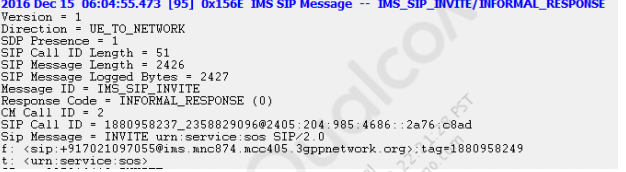 2016 Dec 15 06:04:55.473 [95] 0x156E IMS SIP Message -- IMS_SIP_INVITE/INFORMAL_RESPONSE
Version = 1
Direction = UE_TO_NETWORK
SDP Presence = 1
SIP Call ID Length = 51
SIP Message Length = 2426
SIP Message Logged Bytes = 2427
Message ID = IMS_SIP_INVITE
Response Code = INFORMAL_RESPONSE (0)
CM Call ID = 2
SIP Call ID = 1880958237_2358829096@2405:204:985:4686::2a76:c8ad
Sip Message = INVITE urn:service:sos SIP/2.0
f: <sip:+917021097055@ims.mnc874.mcc405.3gppnetwork.org>;tag=1880958249
t: <urn:service:sos>